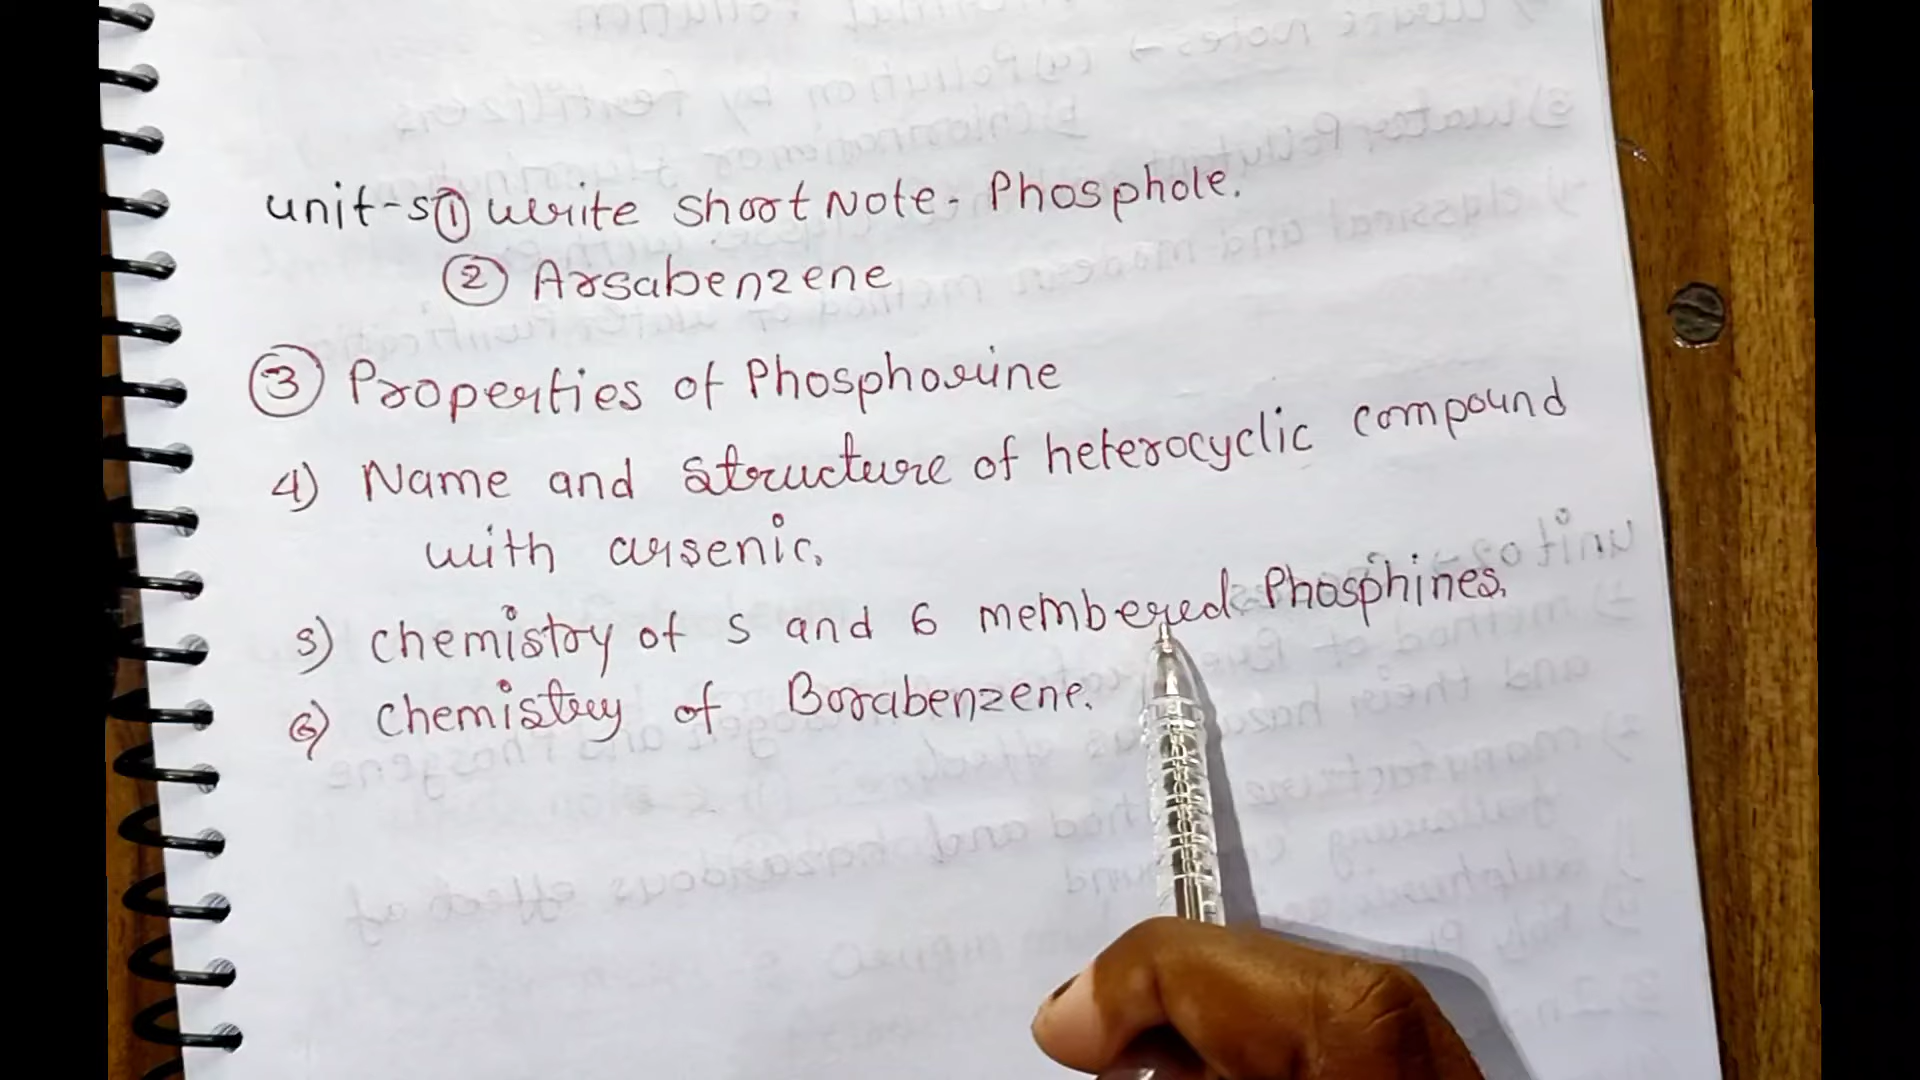 unit-5 ① write short Note - Phosphole.
② Arsabenzene
③ Properties of Phosphorine
4) Name and structure of heterocyclic compound
with arsenic.
5) chemistry of 5 and 6 membered Phosphines.
6) chemistry of Borabenzene.